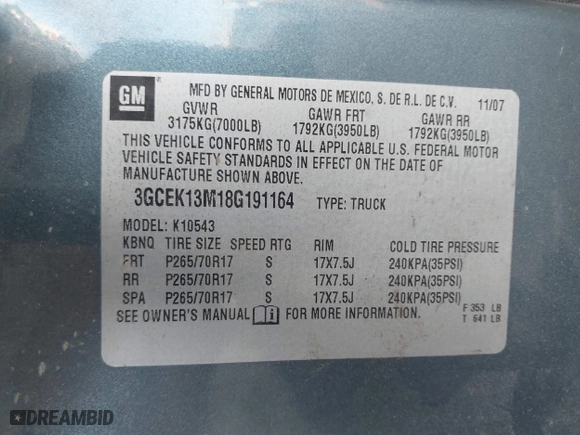 GM
MFD BY GENERAL MOTORS DE MEXICO, S. DE R.L. DE C.V. 11/07
GVWR GAWR FRT GAWR RR
3175KG(7000LB) 1792KG(3950LB) 1792KG(3950LB)
THIS VEHICLE CONFORMS TO ALL APPLICABLE U.S. FEDERAL MOTOR
VEHICLE SAFETY STANDARDS IN EFFECT ON THE DATE OF
MANUFACTURE SHOWN ABOVE.
3GCEK13M18G191164 TYPE: TRUCK
MODEL: K10543
KBNQ TIRE SIZE SPEED RTG RIM COLD TIRE PRESSURE
FRT P265/70R17 S 17X7.5J 240KPA(35PSI)
RR P265/70R17 S 17X7.5J 240KPA(35PSI)
SPA P265/70R17 S 17X7.5J 240KPA(35PSI)
SEE OWNER'S MANUAL i FOR MORE INFORMATION.
F 353 LB
T 641 LB
DREAMBID